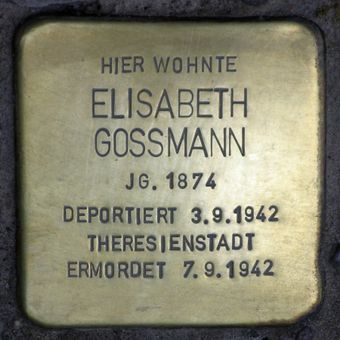 HIER WOHNTE
ELISABETH
GOSSMANN
JG. 1874
DEPORTIERT 3.9.1942
THERESIENSTADT
ERMORDET 7.9.1942